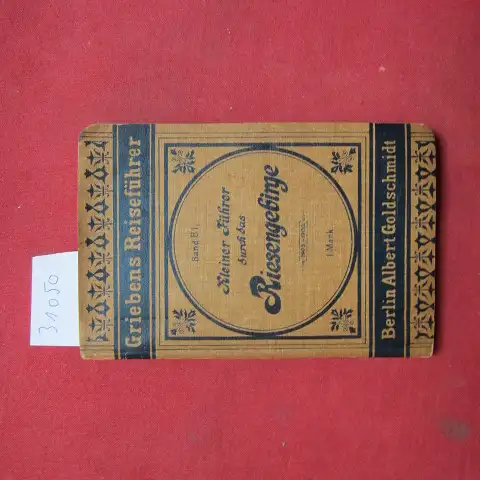 Griebens Reiseführer
Band 81.
Kleiner Führer
durch das
Riesengebirge
1 Mark
Berlin Albert Goldschmidt
31050